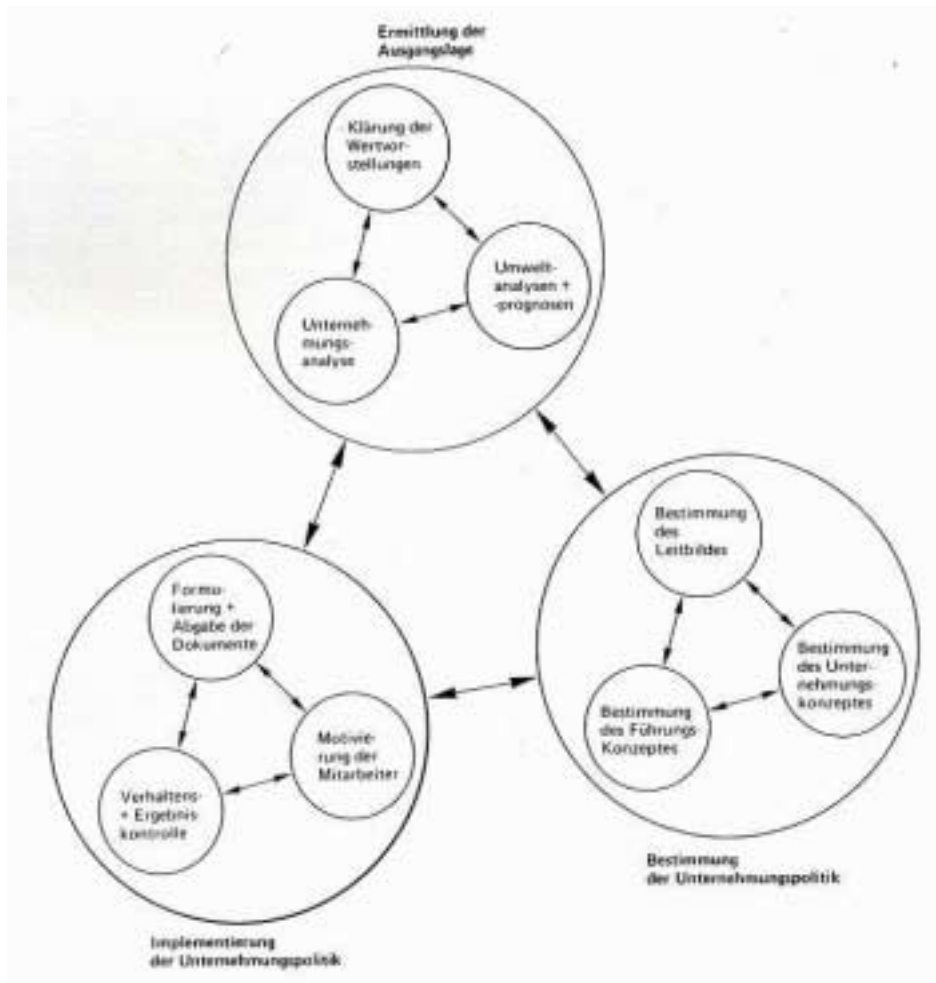 Ermittlung der
Ausgangslage
Klärung der
Wertvor-
stellungen
Umwelt-
analysen +
-prognosen
Unterneh-
mungs-
analyse
Bestimmung
des
Leitbildes
Bestimmung
des Unter-
nehmungs-
konzeptes
Bestimmung
des Führungs-
Konzeptes
Bestimmung
der Unternehmungspolitik
Formu-
lierung +
Abgabe der
Dokumente
Motivie-
rung der
Mitarbeiter
Verhaltens-
+ Ergebnis
kontrolle
Implementierung
der Unternehmungspolitik